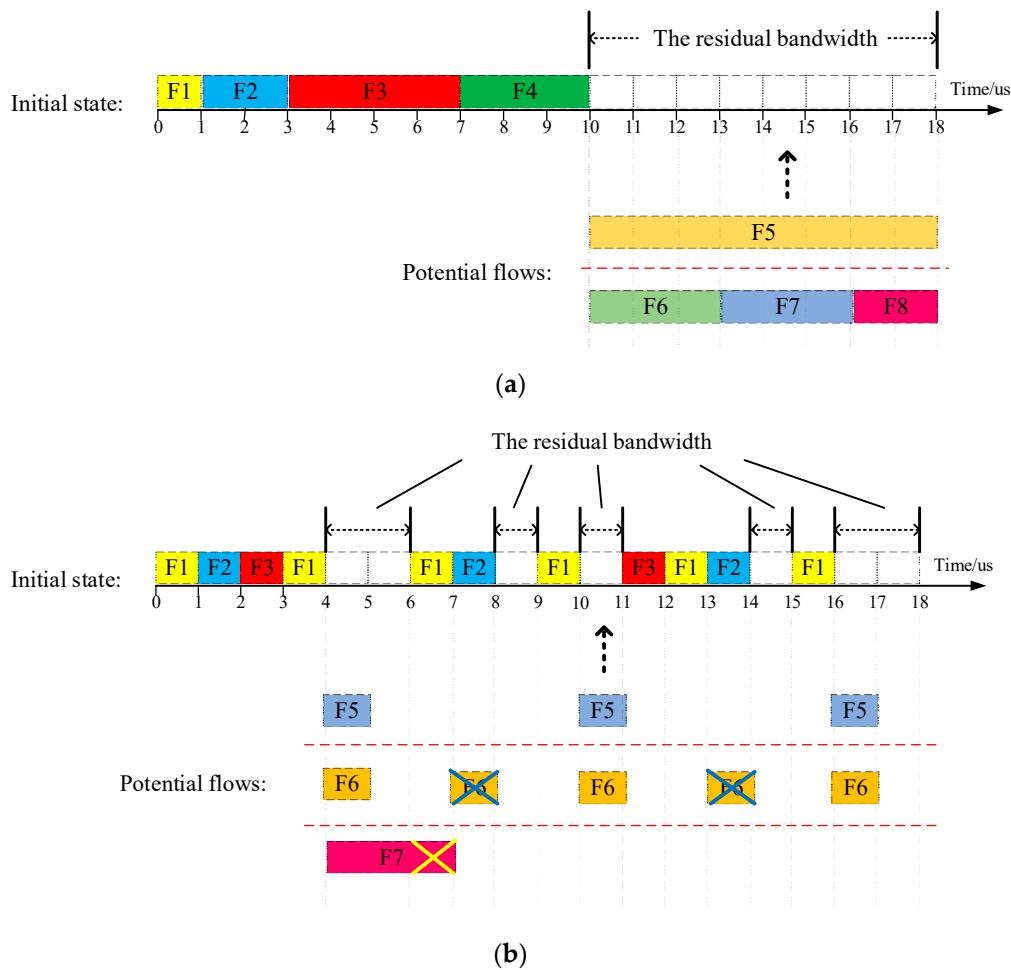 The residual bandwidth
F1 F2 F3 F4 Time/us
Initial state:
0 1 2 3 4 5 6 7 8 9 10 11 12 13 14 15 16 17 18
F5
Potential flows:
F6 F7 F8
(a)
The residual bandwidth
F1 F2 F3 F1 F1 F2 F1 F3 F1 F2 F1 Time/us
Initial state:
0 1 2 3 4 5 6 7 8 9 10 11 12 13 14 15 16 17 18
F5 F5 F5
Potential flows: F6 F6 F6 F6 F6
F7
(b)